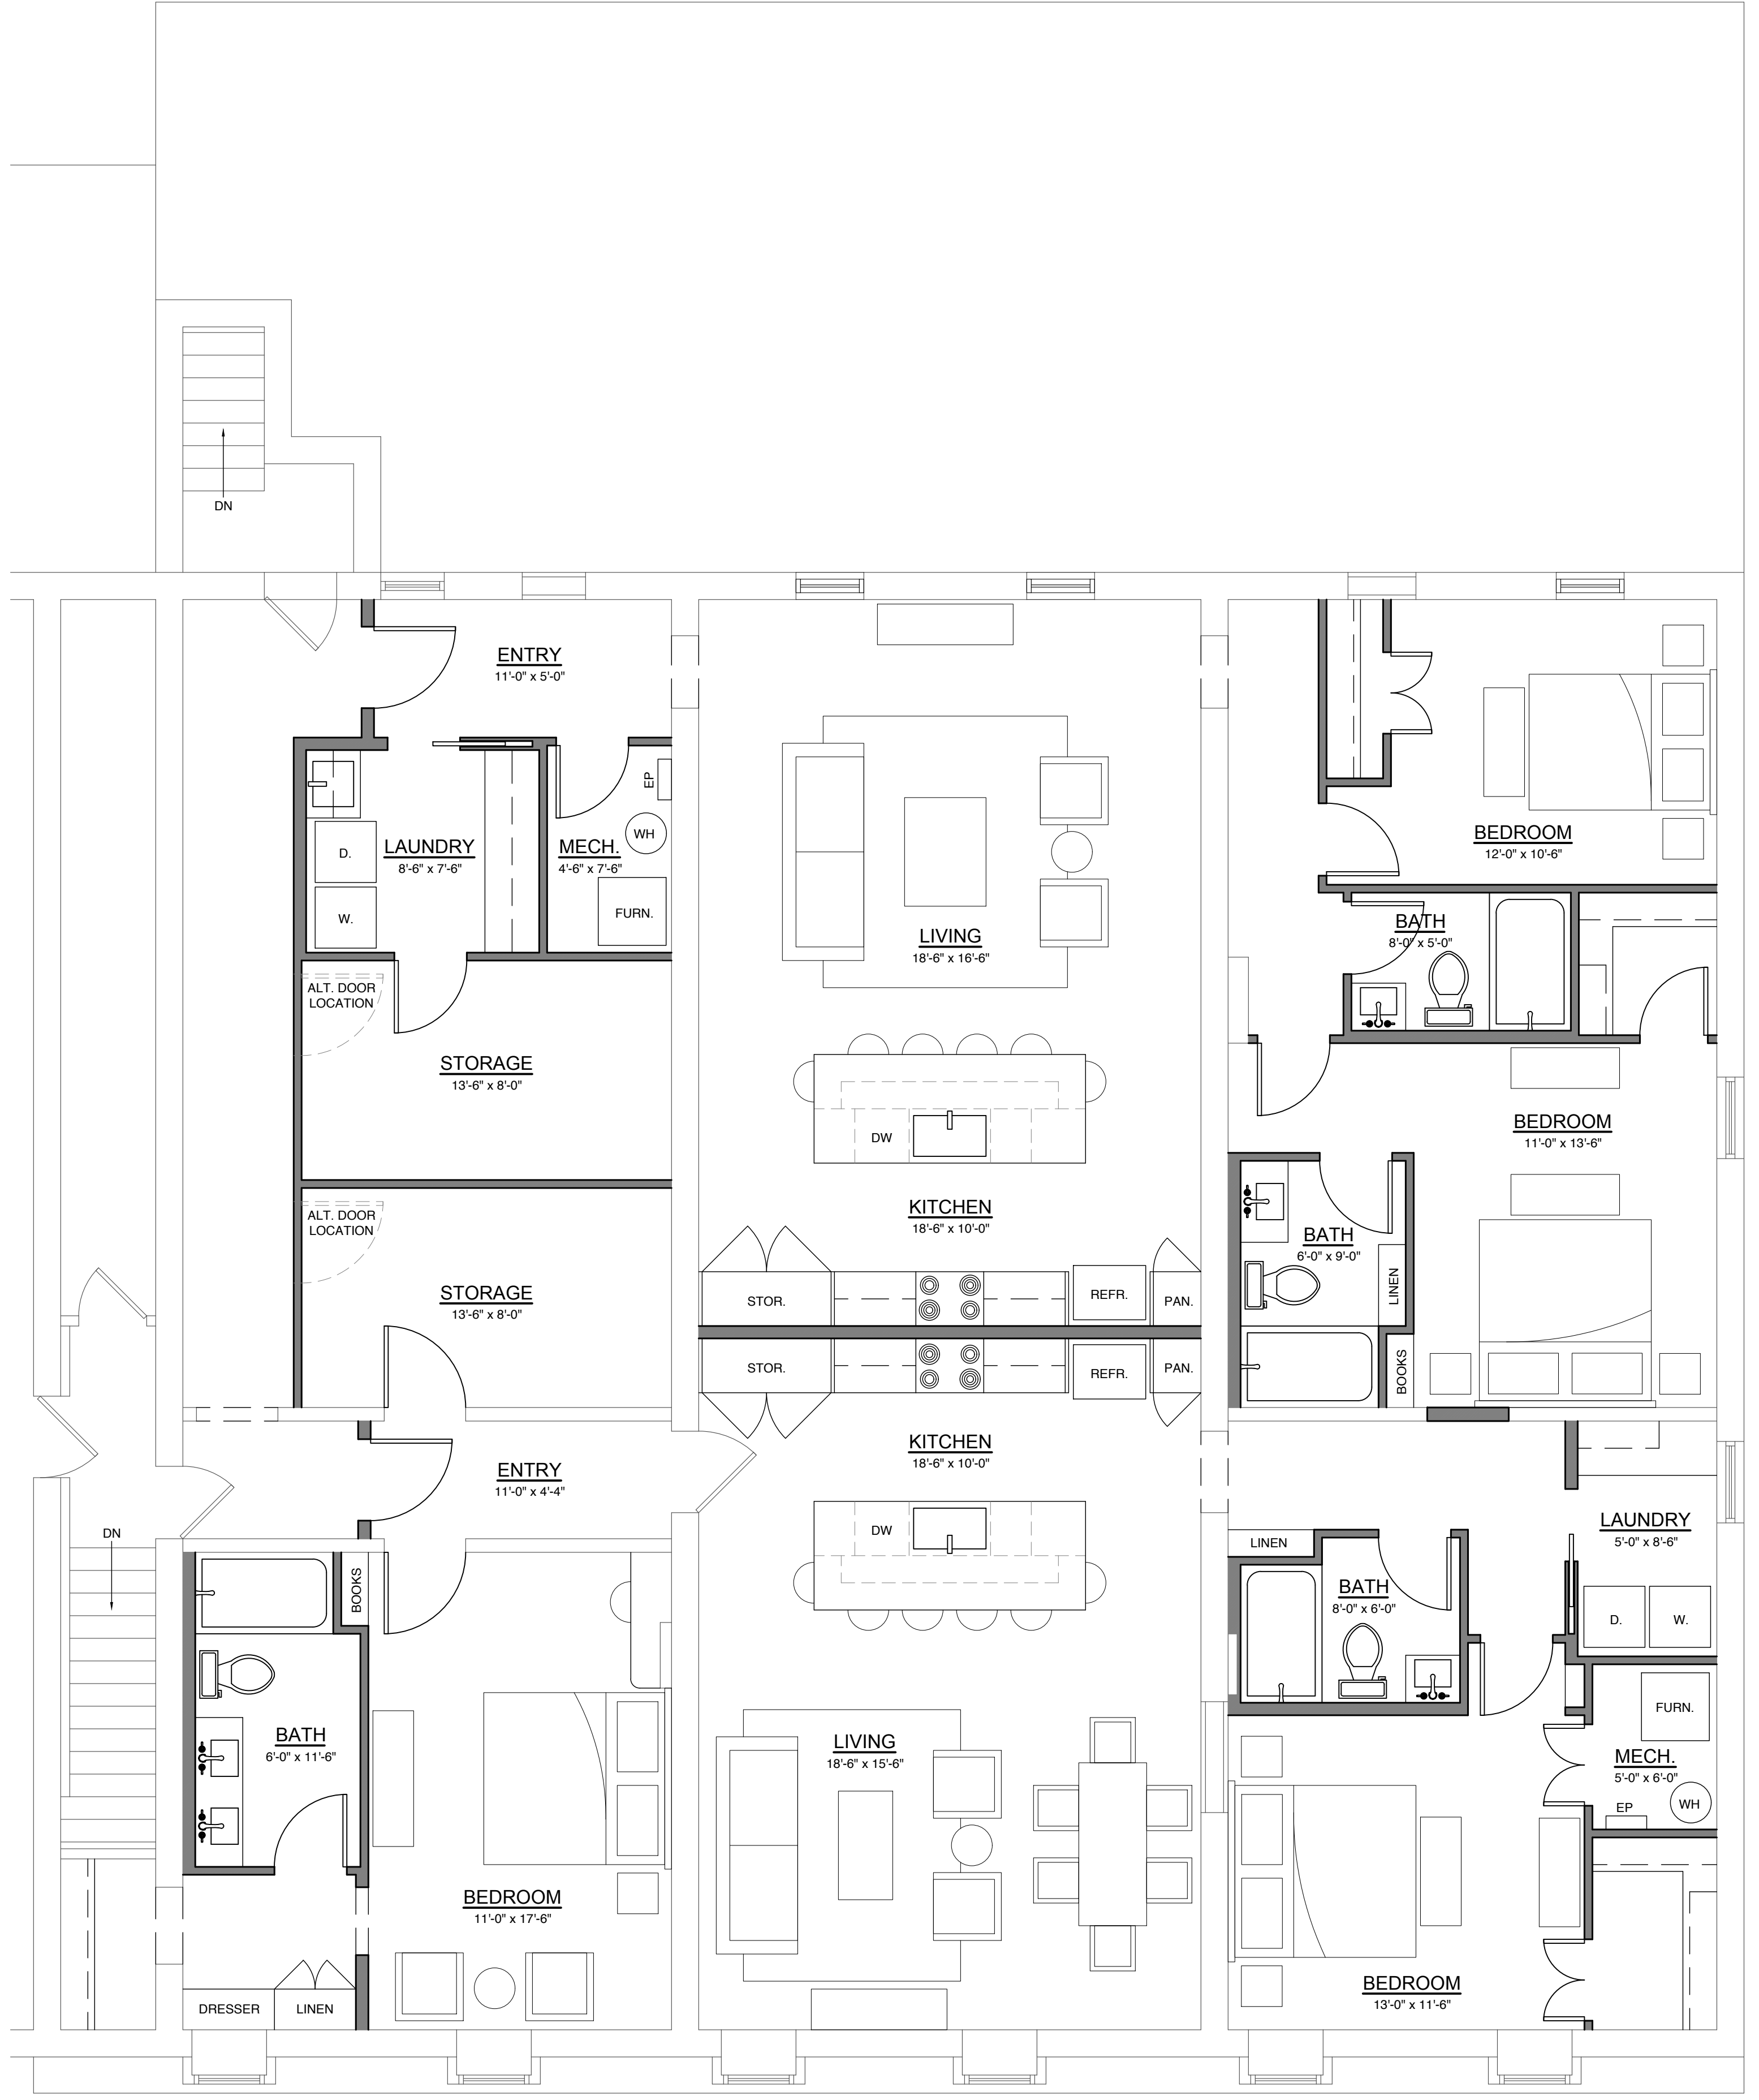 DN
ENTRY
11'-0" x 5'-0"
EP
WH
LAUNDRY
8'-6" x 7'-6"
MECH.
4'-6" x 7'-6"
D.
W.
FURN.
LIVING
18'-6" x 16'-6"
BEDROOM
12'-0" x 10'-6"
BATH
8'-0" x 5'-0"
ALT. DOOR
LOCATION
STORAGE
13'-6" x 8'-0"
DW
BEDROOM
11'-0" x 13'-6"
KITCHEN
18'-6" x 10'-0"
ALT. DOOR
LOCATION
BATH
6'-0" x 9'-0"
LINEN
STORAGE
13'-6" x 8'-0"
STOR.
REFR.
PAN.
STOR.
REFR.
PAN.
BOOKS
KITCHEN
18'-6" x 10'-0"
ENTRY
11'-0" x 4'-4"
DN
DW
LINEN
LAUNDRY
5'-0" x 8'-6"
BOOKS
BATH
8'-0" x 6'-0"
D.
W.
BATH
6'-0" x 11'-6"
LIVING
18'-6" x 15'-6"
FURN.
MECH.
5'-0" x 6'-0"
EP
WH
BEDROOM
11'-0" x 17'-6"
BEDROOM
13'-0" x 11'-6"
DRESSER
LINEN